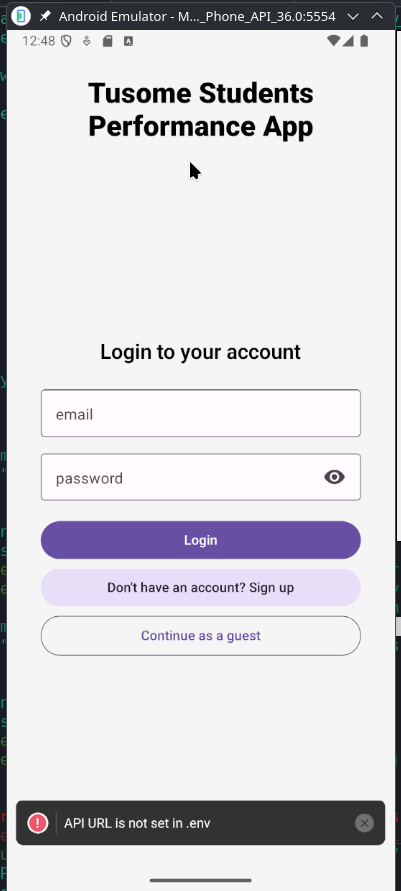 Android Emulator - M..._Phone_API_36.0:5554
12:48
Tusome Students
Performance App
Login to your account
email
password
Login
Don't have an account? Sign up
Continue as a guest
API URL is not set in .env